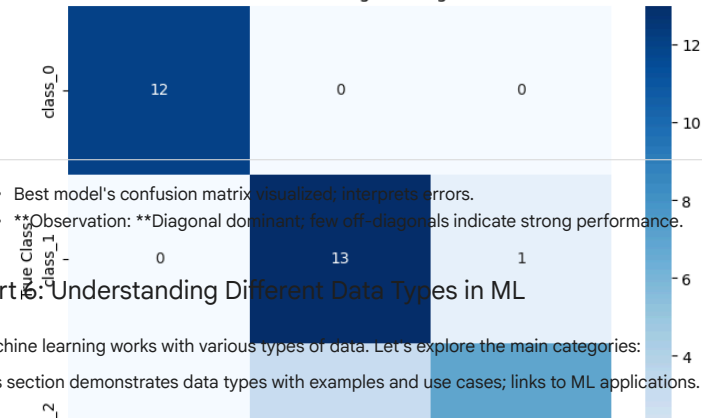 12
class_0
12
0
0
10
Best model's confusion matrix visualized; interprets errors.
8
**Observation: **Diagonal dominant; few off-diagonals indicate strong performance.
True Class
class_1
0
13
1
6
rt 6: Understanding Different Data Types in ML
chine learning works with various types of data. Let's explore the main categories:
4
s section demonstrates data types with examples and use cases; links to ML applications.
_2